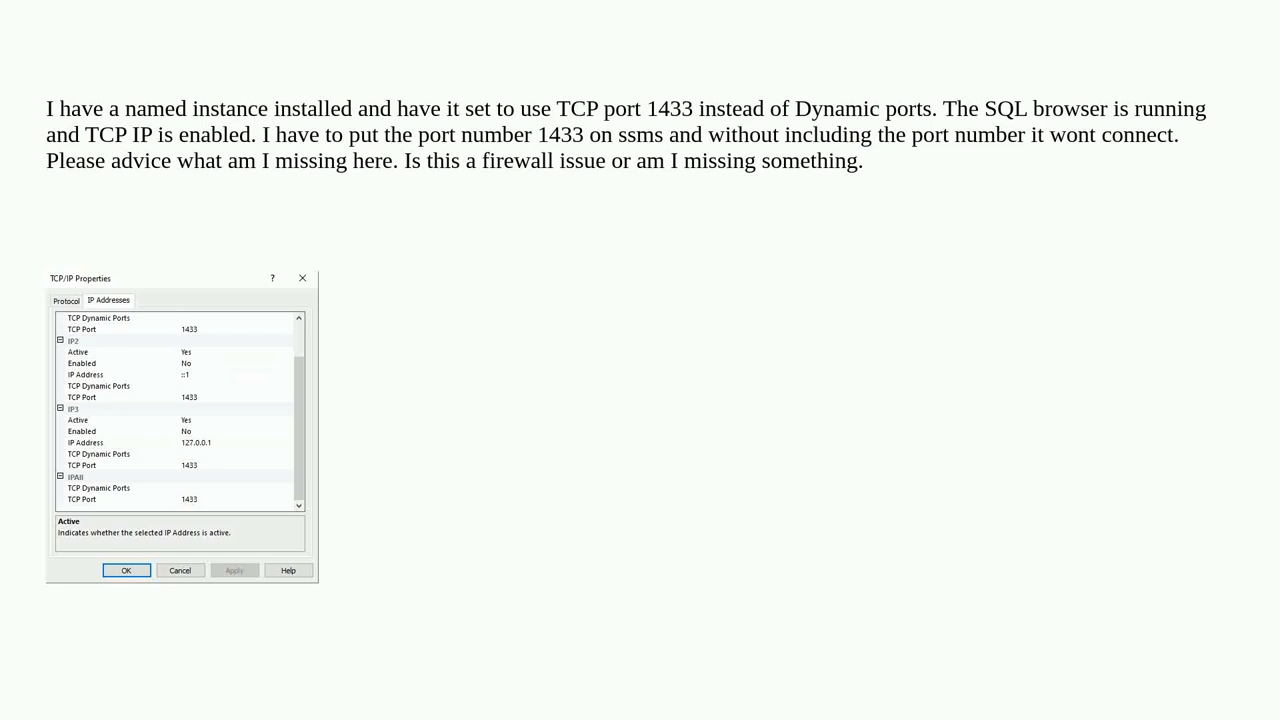 I have a named instance installed and have it set to use TCP port 1433 instead of Dynamic ports. The SQL browser is running
and TCP IP is enabled. I have to put the port number 1433 on ssms and without including the port number it wont connect.
Please advice what am I missing here. Is this a firewall issue or am I missing something.
TCP/IP Properties ? ×
Protocol IP Addresses
TCP Dynamic Ports
TCP Port 1433
IP2
Active Yes
Enabled No
IP Address ::1
TCP Dynamic Ports
TCP Port 1433
IP3
Active Yes
Enabled No
IP Address 127.0.0.1
TCP Dynamic Ports
TCP Port 1433
IPAll
TCP Dynamic Ports
TCP Port 1433
Active
Indicates whether the selected IP Address is active.
OK Cancel Apply Help